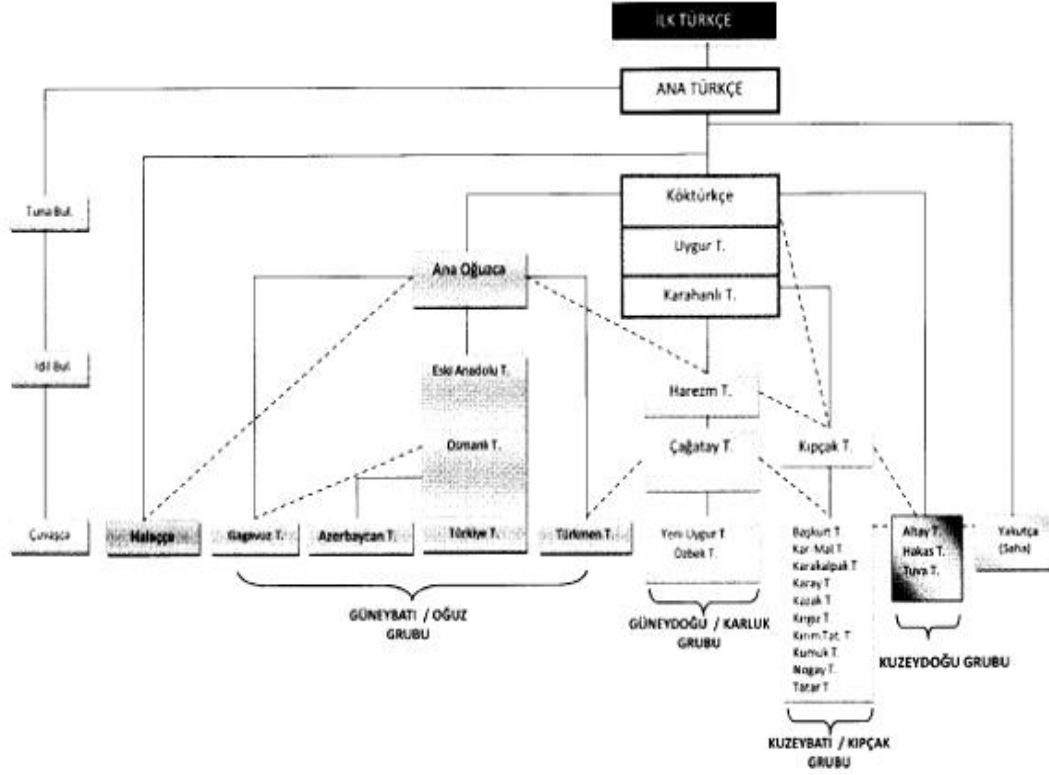 İLK TÜRKÇE
ANA TÜRKÇE
Köktürkçe
Tuna Bul.
Uygur T.
Ana Oğuzca
Karahanlı T.
İdil Bul
Eski Anadolu T.
Harezm T.
Osmanlı T.
Çağatay T.
Kıpçak T.
Çuvaşca
Halaçça
Gagavuz T.
Azerbaycan T.
Türkiye T.
Türkmen T.
Yeni Uygur T
Özbek T.
Başkurt T.
Kar-Mal T
Karakalpak T
Karay T
Kazak T
Kırgız T
Kırım Tat. T
Kumuk T.
Nogay T.
Tatar T
Altay T.
Hakas T.
Tuva T.
Yakutça
(Saha)
GÜNEYBATI / OĞUZ
GRUBU
GÜNEYDOĞU / KARLUK
GRUBU
KUZEYDOĞU GRUBU
KUZEYBATI / KIPÇAK
GRUBU